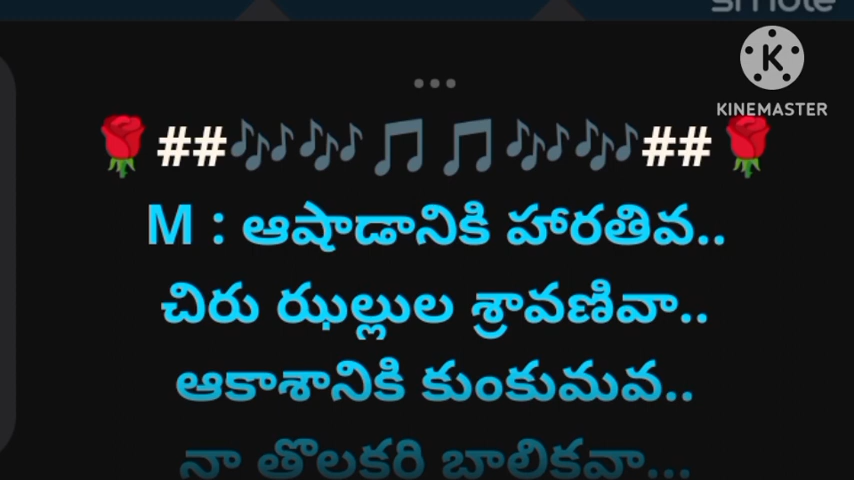 smule
KINEMASTER
##🎶🎶🎵🎵🎶🎶##
M : ఆషాడానికి హారతివ..
చిరు ఝల్లుల శ్రావణివా..
ఆకాశానికి కుంకుమవ..
నా తొలకరి బాలికవా...